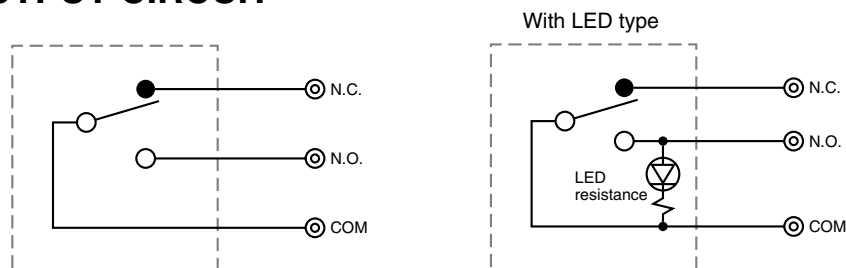 With LED type
N.C.
N.O.
COM
N.C.
N.O.
LED
resistance
COM